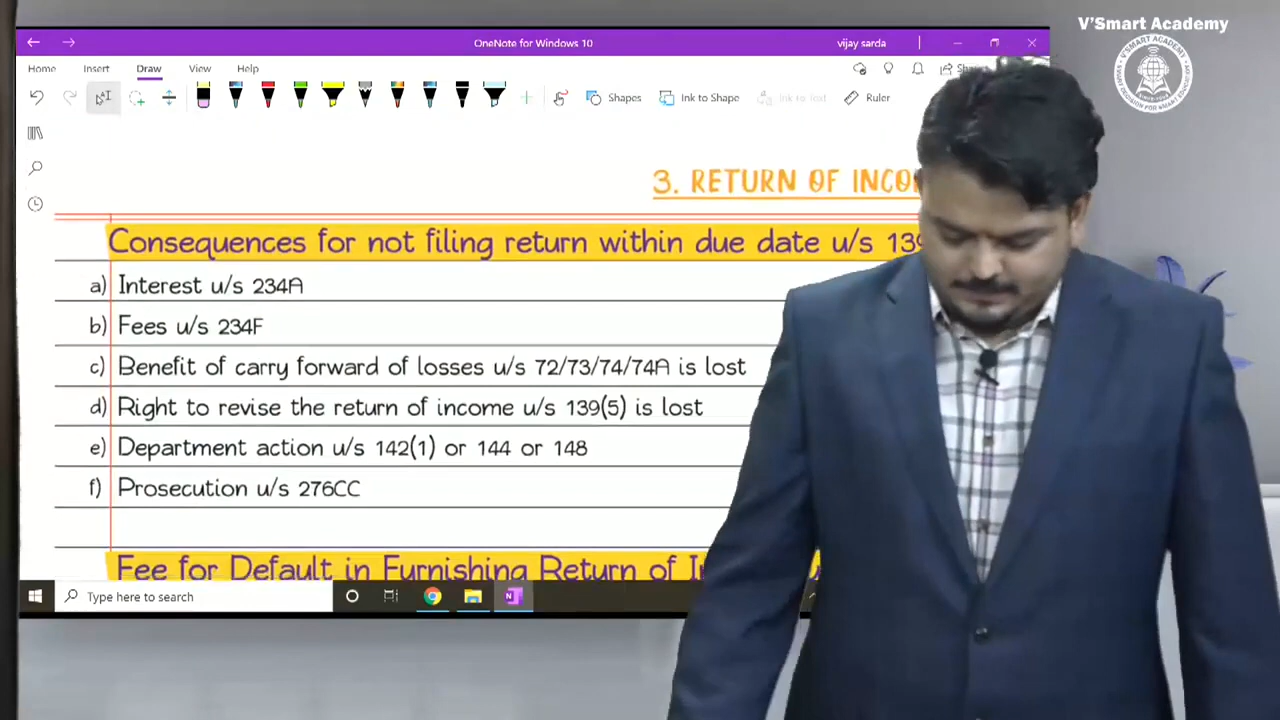 V'Smart Academy
OneNote for Windows 10
vijay sarda
Home
Insert
Draw
View
Help
Shapes
Ink to Shape
Ink to Text
Ruler
3. RETURN OF
Consequences for not filing return within due date u/s
a) Interest u/s 234A
b) Fees u/s 234F
c) Benefit of carry forward of losses u/s 72/73/74/74A is lost
d) Right to revise the return of income u/s 139(5) is lost
e) Department action u/s 142(1) or 144 or 148
f) Prosecution u/s 276CC
Fee for Default in Furnishing Return of
Type here to search